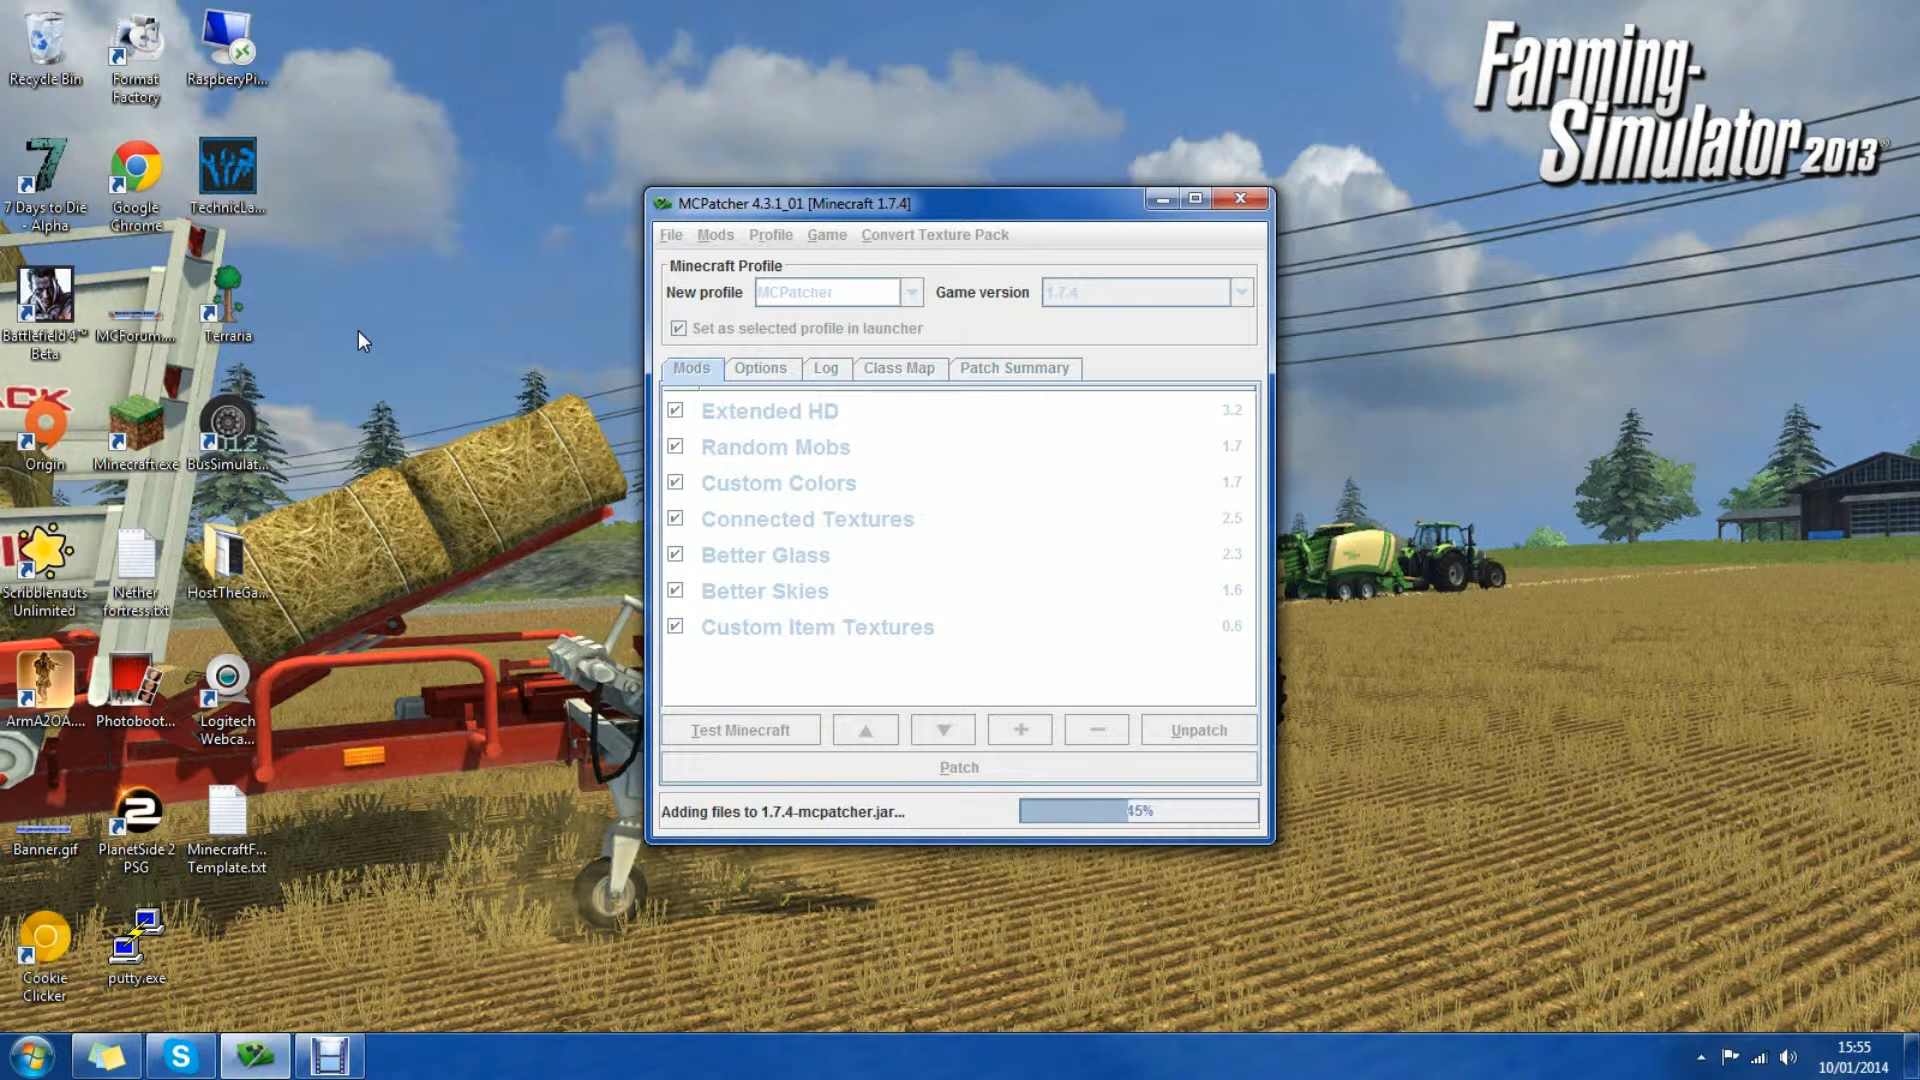 Recycle Bin
Format Factory
RaspberyPi...
7 Days to Die - Alpha
Google Chrome
TechnicLa...
Battlefield 4™ Beta
MCForum....
Terraria
Origin
Minecraft.exe
BusSimulat...
Scribblenauts Unlimited
Nether fortress.txt
HostTheGa...
ArmA2OA....
Photoboot...
Logitech Webca...
Banner.gif
PlanetSide 2 PSG
MinecraftF... Template.txt
Cookie Clicker
putty.exe
Farming-
Simulator 2013®
MCPatcher 4.3.1_01 [Minecraft 1.7.4]
File Mods Profile Game Convert Texture Pack
Minecraft Profile
New profile MCPatcher Game version 1.7.4
Set as selected profile in launcher
Mods Options Log Class Map Patch Summary
Extended HD 3.2
Random Mobs 1.7
Custom Colors 1.7
Connected Textures 2.5
Better Glass 2.3
Better Skies 1.6
Custom Item Textures 0.6
Test Minecraft Unpatch
Patch
Adding files to 1.7.4-mcpatcher.jar... 45%
15:55
10/01/2014